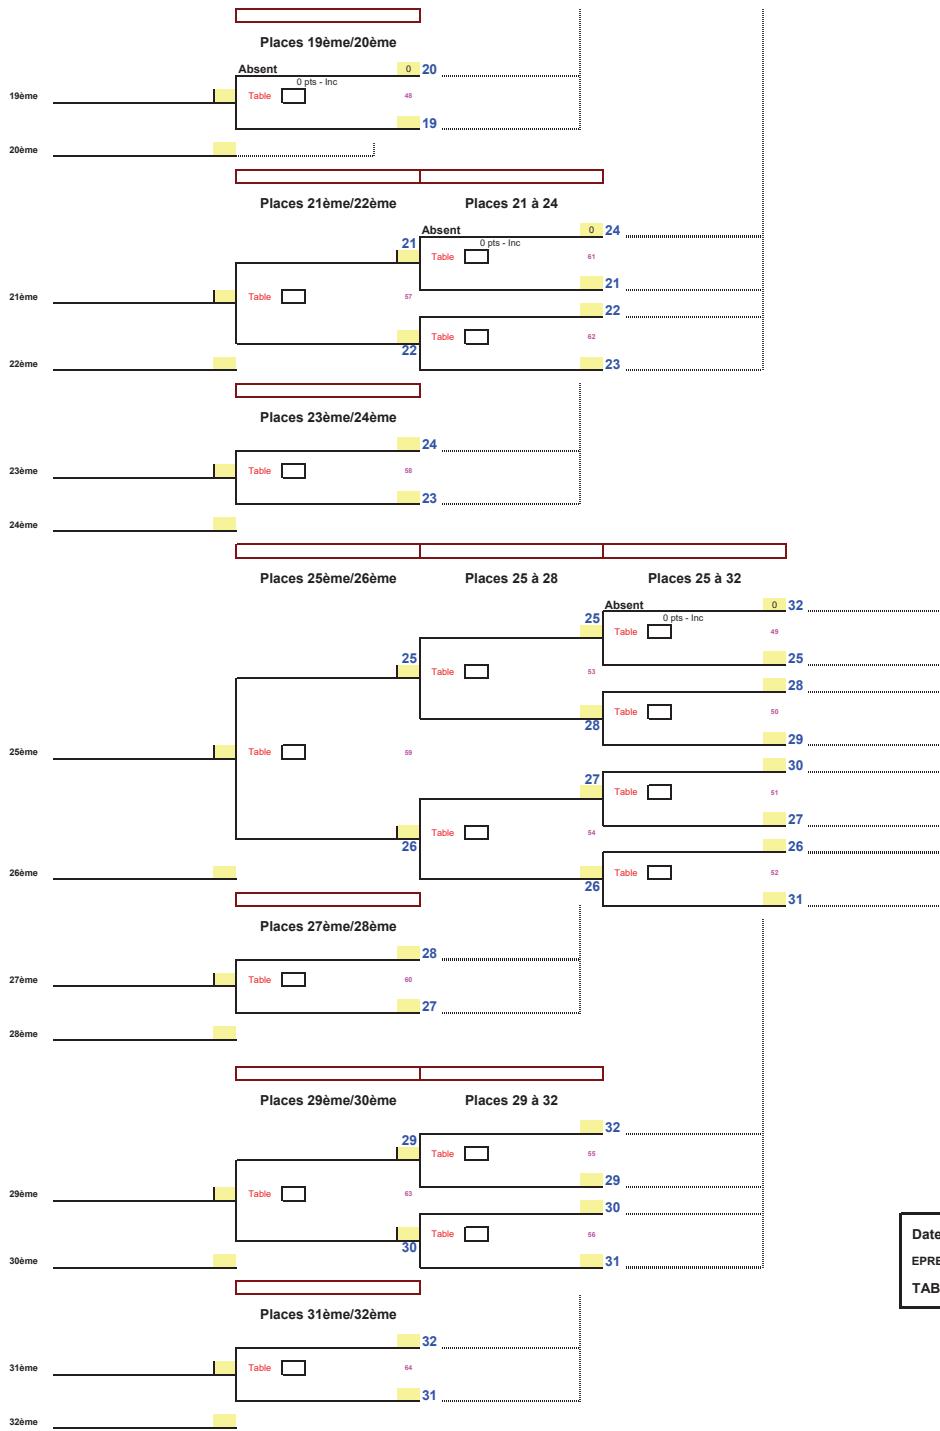 Places 19ème/20ème
Absent 0 20
0 pts - Inc
19ème Table 48
19
20ème
Places 21ème/22ème Places 21 à 24
Absent 0 24
21 0 pts - Inc
Table 61
21
21ème Table 57
22
Table 62
22
23
22ème
Places 23ème/24ème
24
23ème Table 58
23
24ème
Places 25ème/26ème Places 25 à 28 Places 25 à 32
Absent 0 32
25 0 pts - Inc
Table 49
25 25
Table 53
28
Table 50
28
29
25ème Table 59
30
27
Table 51
27
Table 54
26 26
26ème Table 52
26
31
Places 27ème/28ème
28
27ème Table 60
27
28ème
Places 29ème/30ème Places 29 à 32
32
29
Table 55
29
29ème Table 63
30
Table 56
30
30ème 31
Date
EPRE
TAB
Places 31ème/32ème
32
31ème Table 64
31
32ème